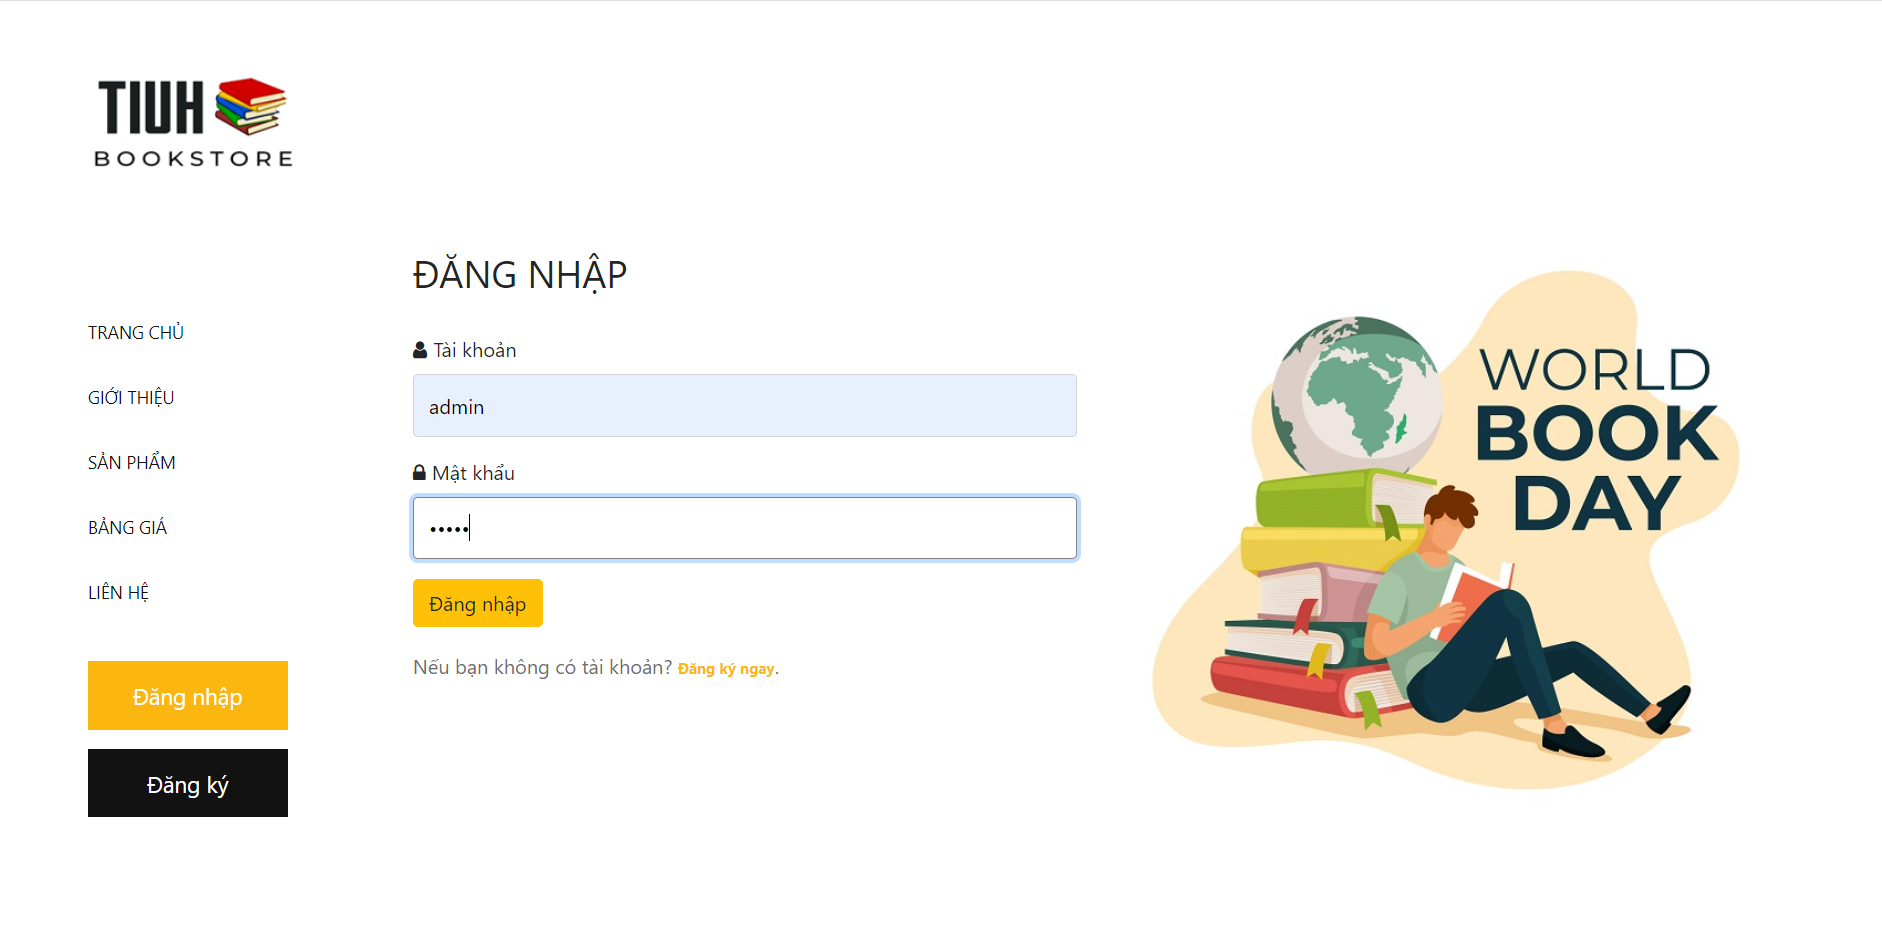 TIUH
BOOKSTORE
TRANG CHỦ
GIỚI THIỆU
SẢN PHẨM
BẢNG GIÁ
LIÊN HỆ
Đăng nhập
Đăng ký
ĐĂNG NHẬP
Tài khoản
admin
Mật khẩu
•••••
Đăng nhập
Nếu bạn không có tài khoản? Đăng ký ngay.
WORLD
BOOK
DAY